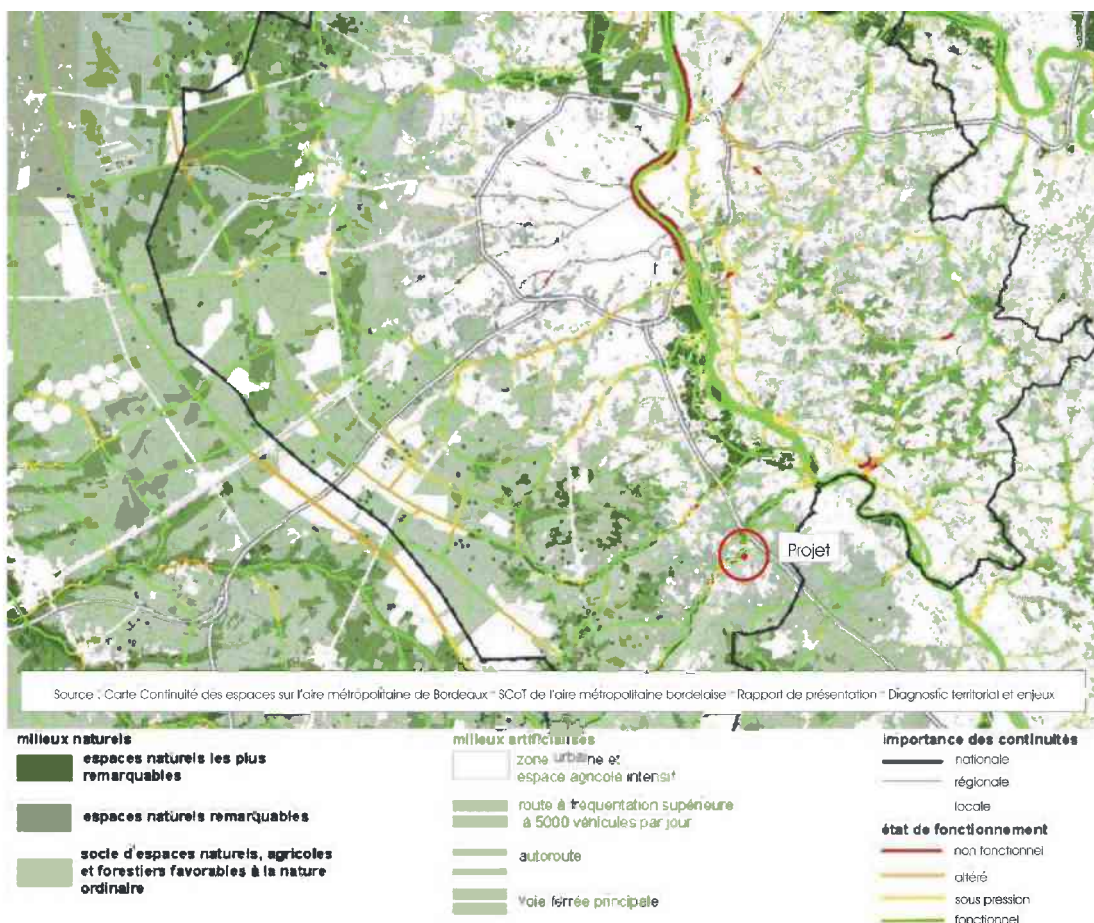 Projet
Source : Carte Continuité des espaces sur l'aire métropolitaine de Bordeaux - SCoT de l'aire métropolitaine bordelaise - Rapport de présentation - Diagnostic territorial et enjeux
milieux naturels
espaces naturels les plus
remarquables
espaces naturels remarquables
socle d'espaces naturels, agricoles
et forestiers favorables à la nature
ordinaire
milieux artificialisés
zone urbaine et
espace agricole intensif
route à fréquentation supérieure
à 5000 véhicules par jour
autoroute
voie ferrée principale
importance des continuités
nationale
régionale
locale
état de fonctionnement
non fonctionnel
altéré
sous pression
fonctionnel